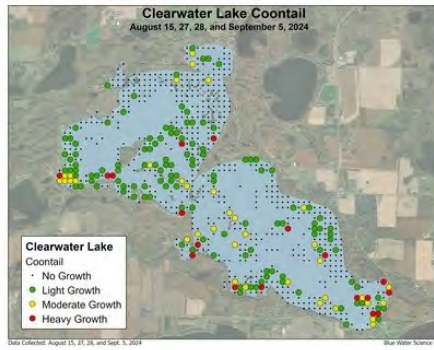 Clearwater Lake Coontail
August 15, 27, 28, and September 5, 2024
Clearwater Lake
Coontail
No Growth
Light Growth
Moderate Growth
Heavy Growth
Data Collected: August 15, 27, 28, and Sept. 5, 2024
Blue Water Science